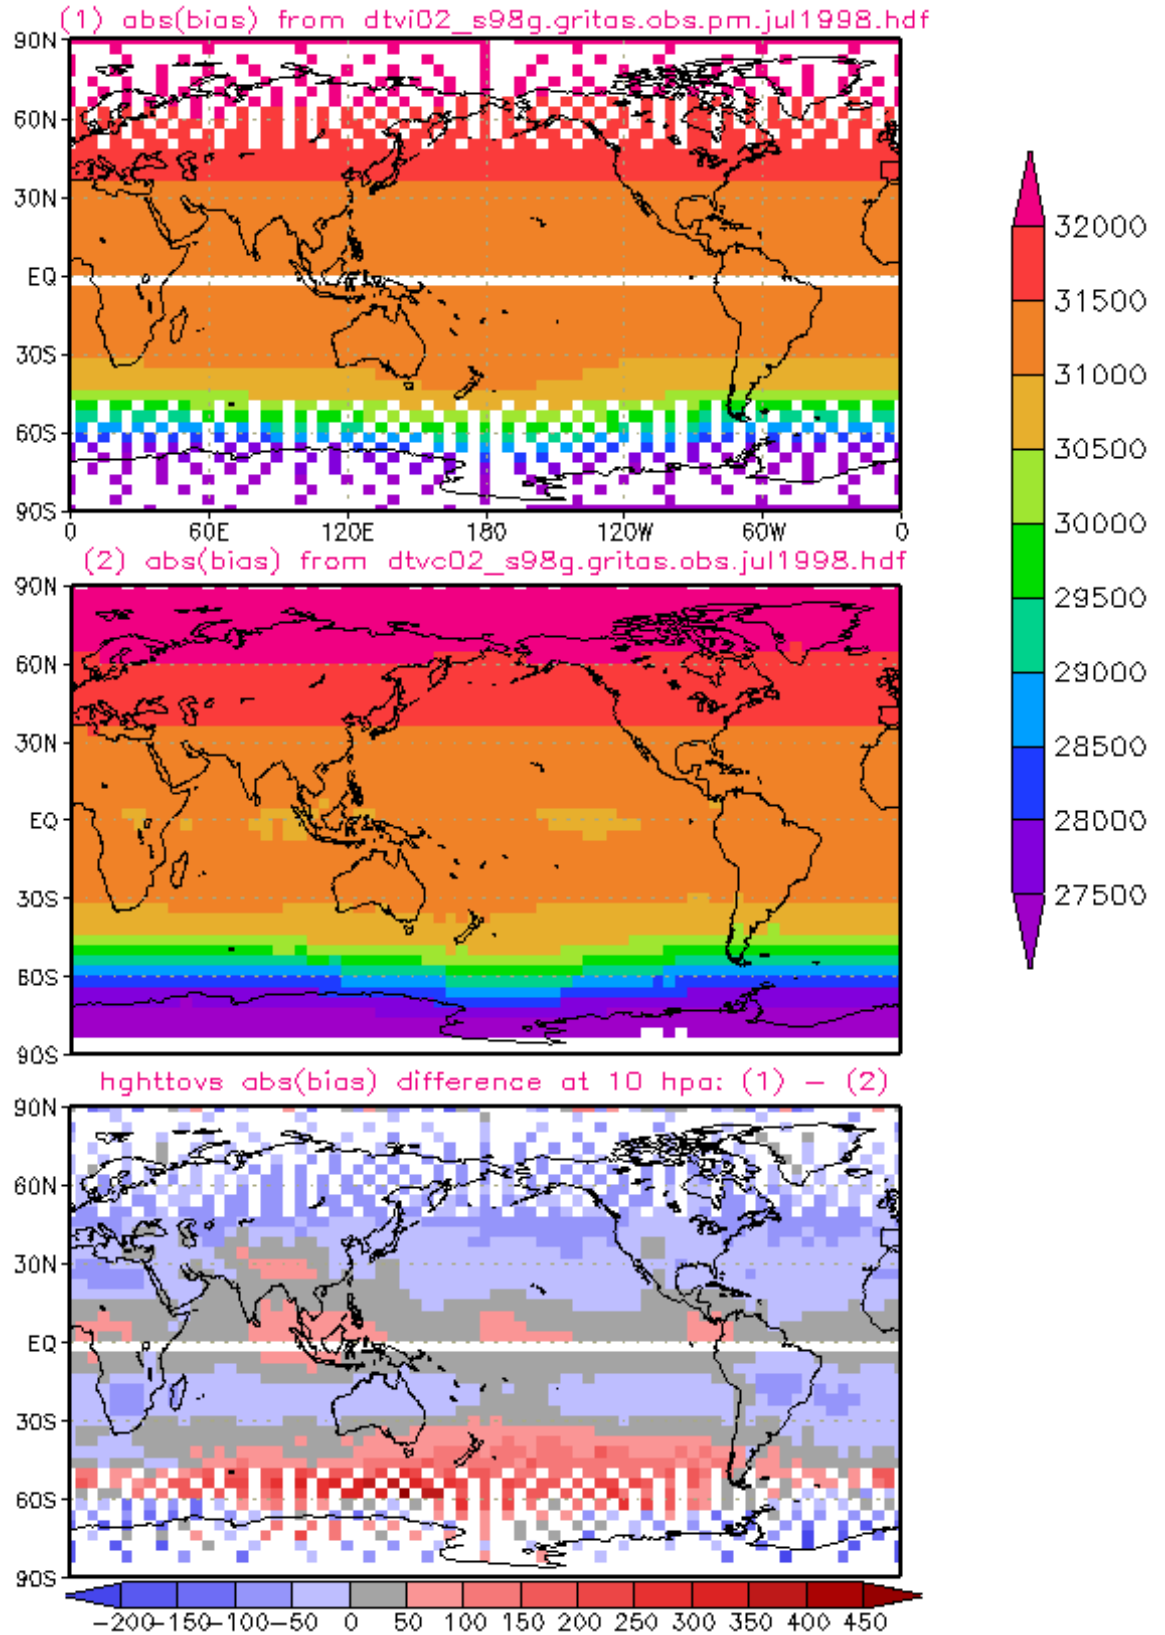 (1) abs(bias) from dtvi02_s98g.gritas.obs.pm.jul1998.hdf
90N
60N
30N
EQ
30S
60S
90S
0 60E 120E 180 120W 60W 0
32000
31500
31000
30500
30000
29500
29000
28500
28000
27500
(2) abs(bias) from dtvc02_s98g.gritas.obs.jul1998.hdf
90N
60N
30N
EQ
30S
60S
90S
hghttovs abs(bias) difference at 10 hpa: (1) – (2)
90N
60N
30N
EQ
30S
60S
90S
-200 -150 -100 -50 0 50 100 150 200 250 300 350 400 450